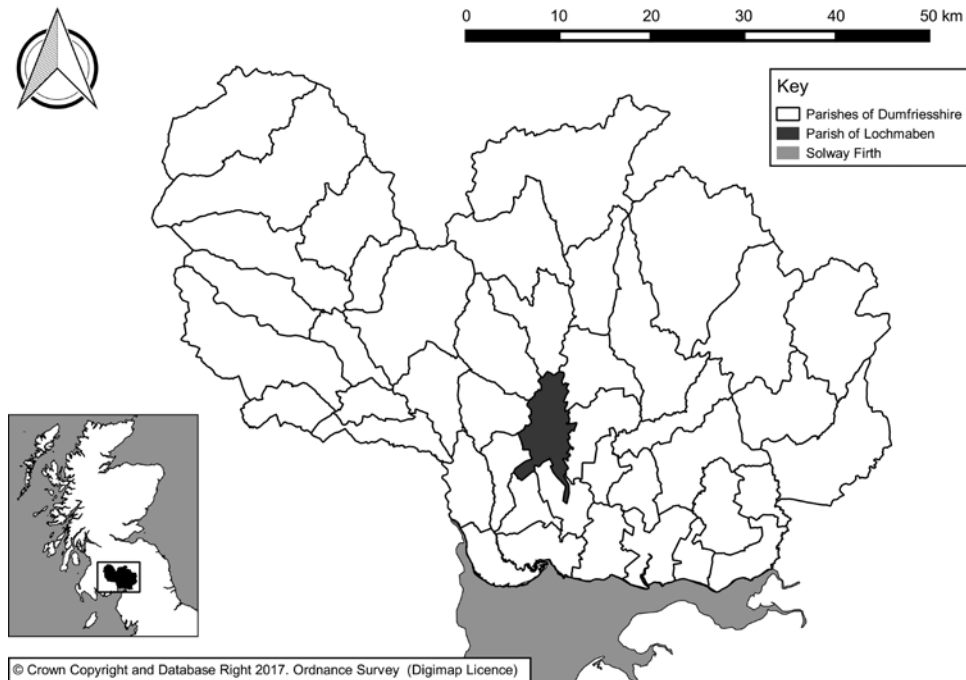 0 10 20 30 40 50 km
Key
Parishes of Dumfriesshire
Parish of Lochmaben
Solway Firth
© Crown Copyright and Database Right 2017. Ordnance Survey (Digimap Licence)